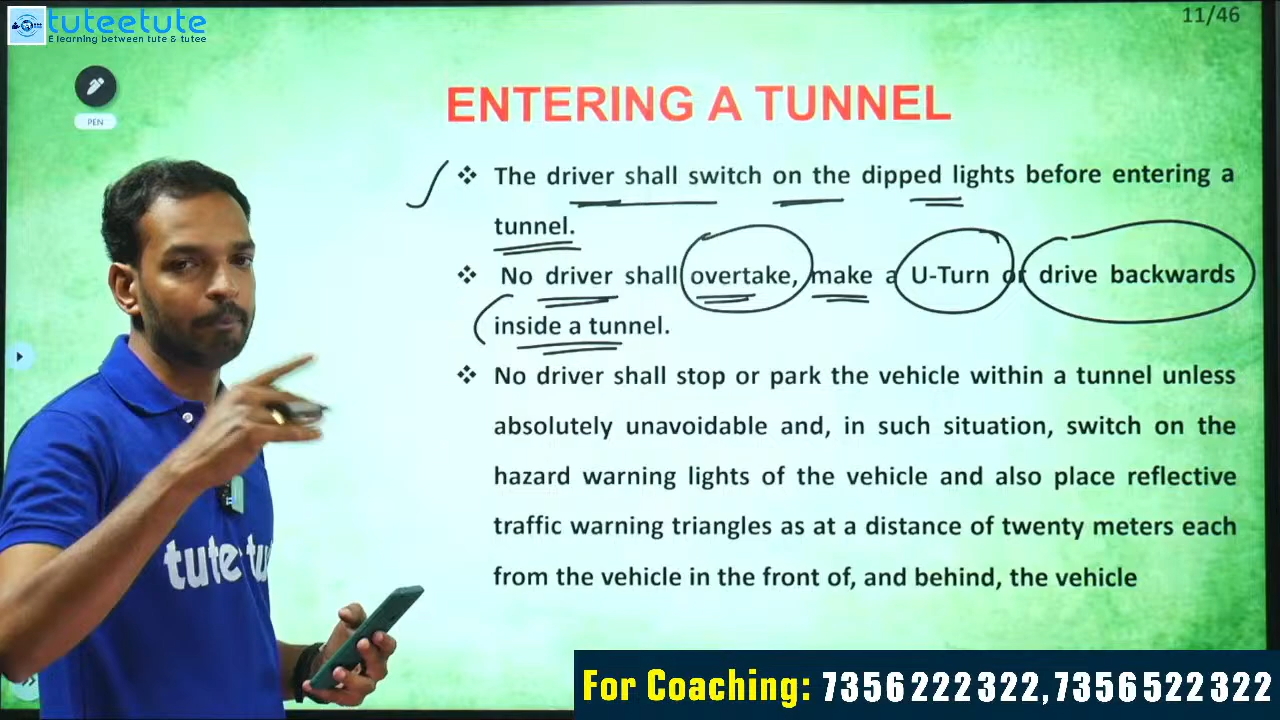 tuteetute
E learning between tute & tutee
11/46
PEN
ENTERING A TUNNEL
❖ The driver shall switch on the dipped lights before entering a
tunnel.
❖ No driver shall overtake, make a U-Turn or drive backwards
inside a tunnel.
❖ No driver shall stop or park the vehicle within a tunnel unless
absolutely unavoidable and, in such situation, switch on the
hazard warning lights of the vehicle and also place reflective
traffic warning triangles as at a distance of twenty meters each
from the vehicle in the front of, and behind, the vehicle
tute tu
For Coaching: 7356222322,7356522322